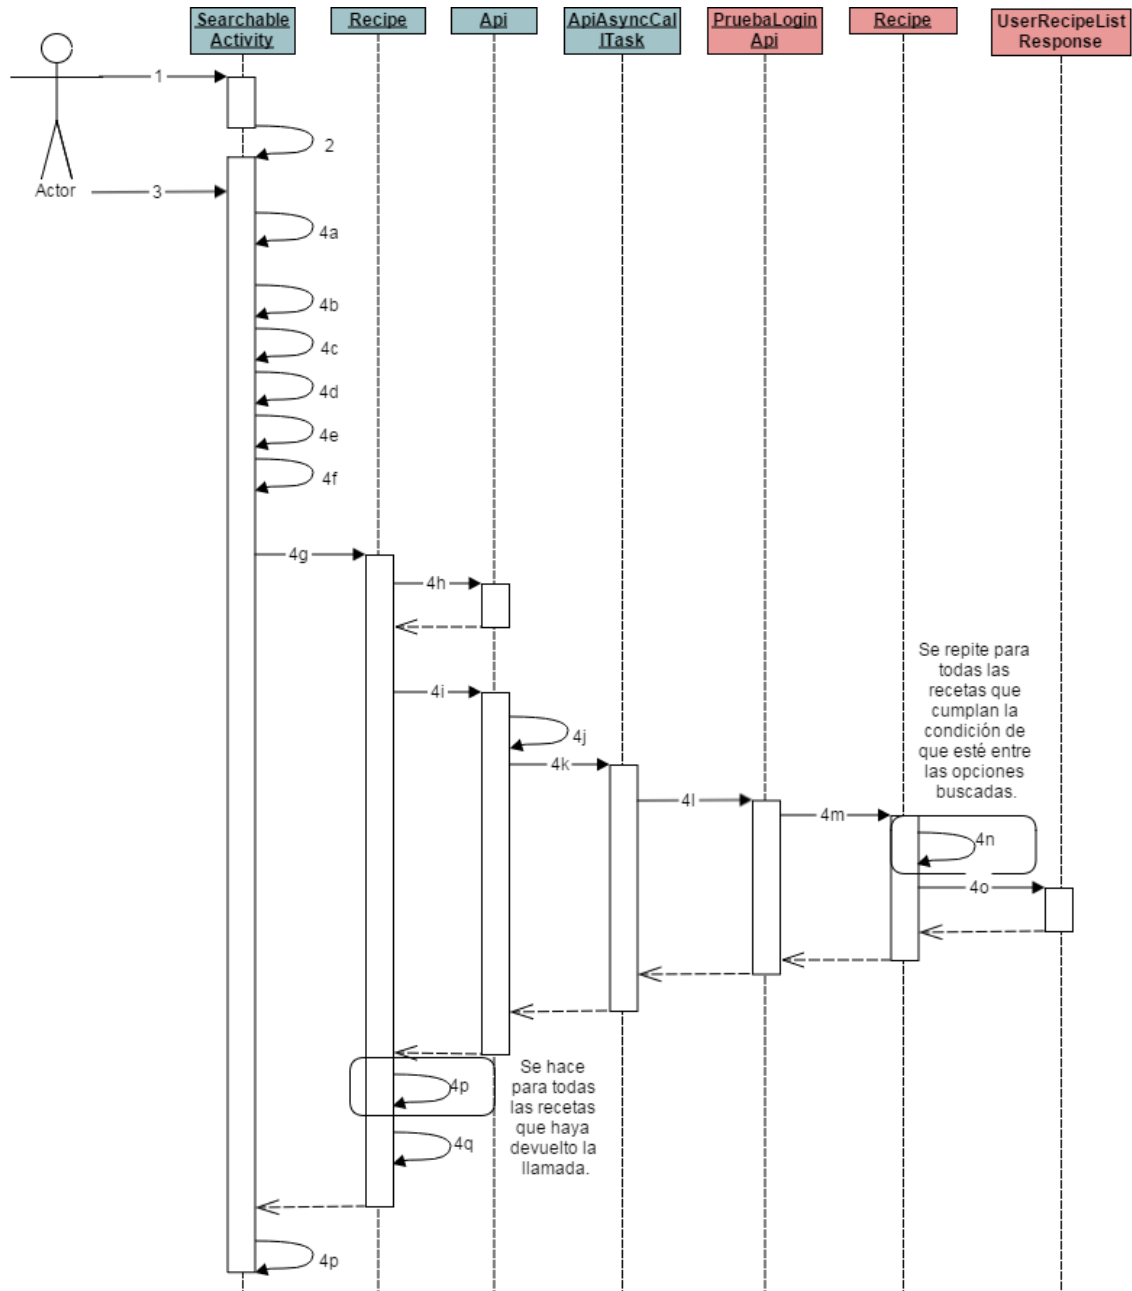 Searchable
Activity
Recipe
Api
ApiAsyncCal
lTask
PruebaLogin
Api
Recipe
UserRecipeList
Response
1
2
Actor
3
4a
4b
4c
4d
4e
4f
4g
4h
Se repite para
todas las
recetas que
cumplan la
condición de
que esté entre
las opciones
buscadas.
4i
4j
4k
4l
4m
4n
4o
Se hace
para todas
las recetas
que haya
devuelto la
llamada.
4p
4q
4p